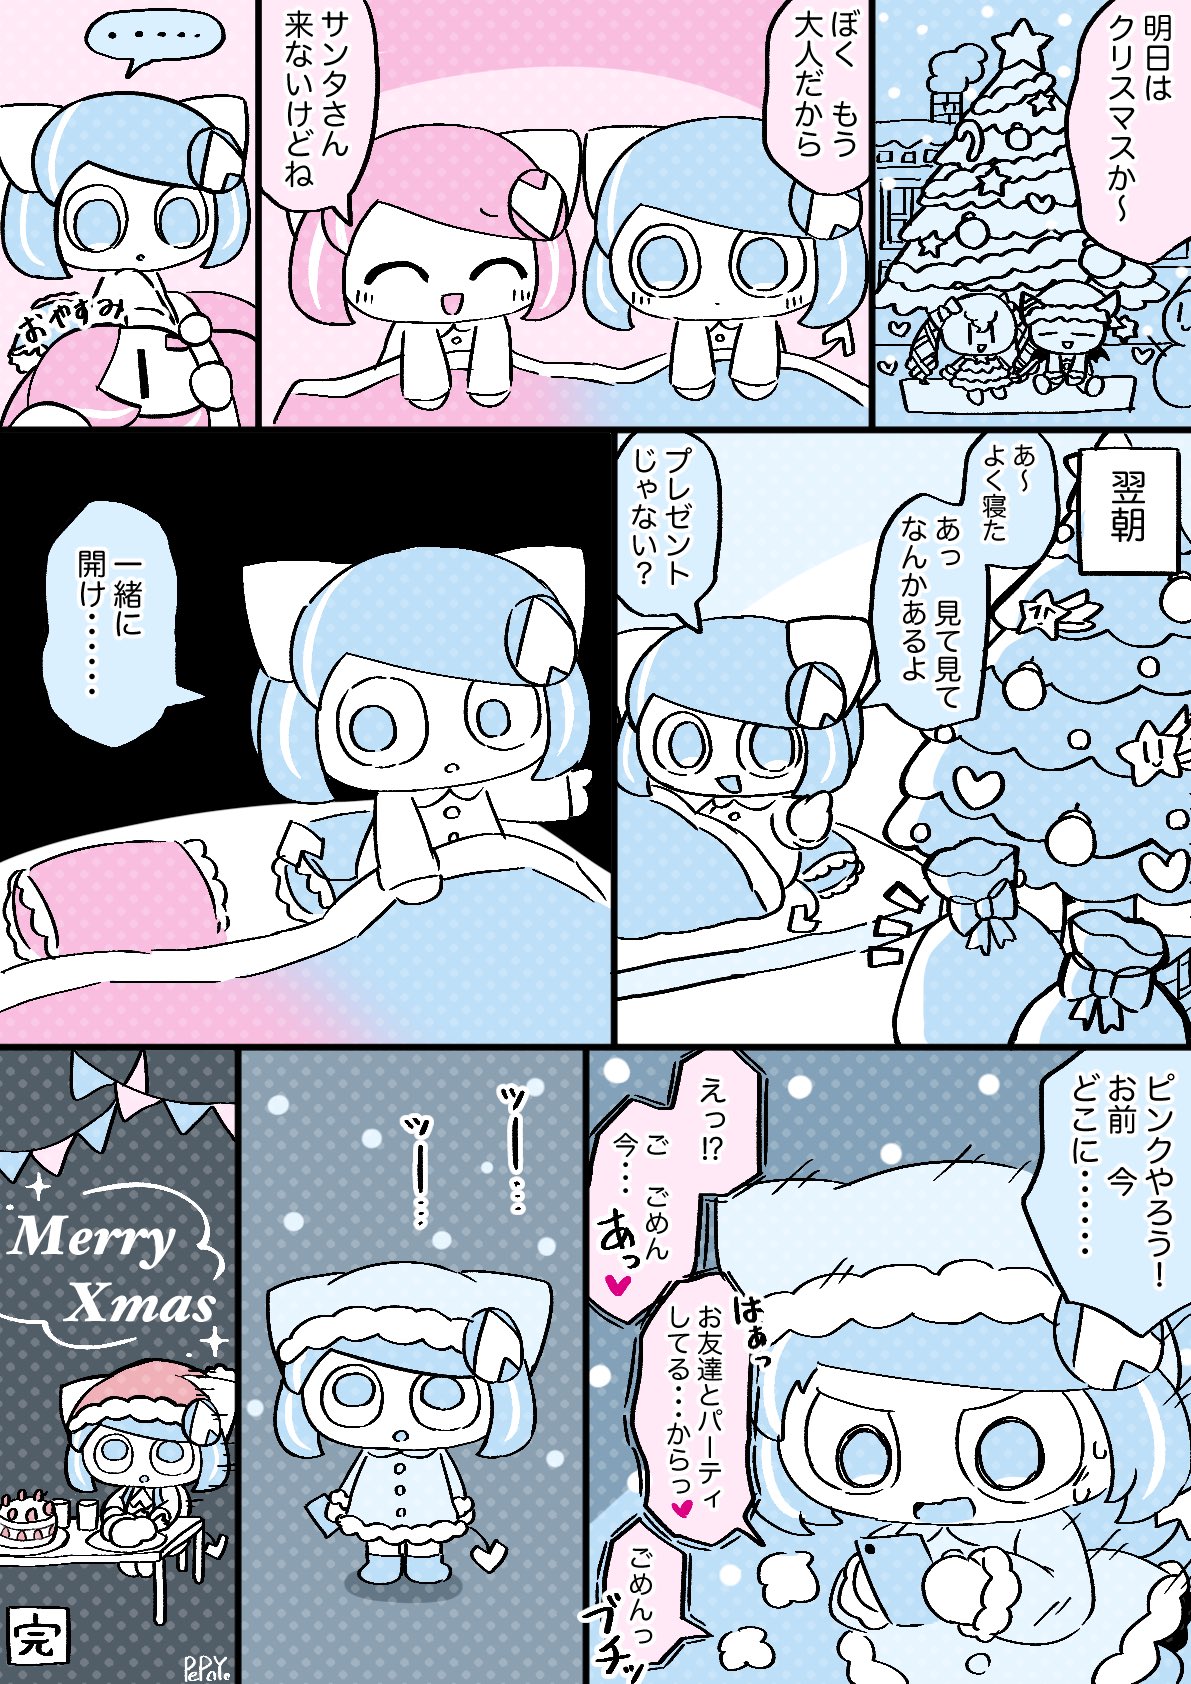 明日は
クリスマスか〜
ぼく もう
大人だから
サンタさん
来ないけどね
・・・・・
おやすみ
翌朝
あ〜
よく寝た
あっ 見て見て
なんかあるよ
プレゼント
じゃない？
一緒に
開け・・・・・・
ピンクやろう！
お前 今
どこに・・・・・・
えっ!?
ご ごめん
今・・・
あっ♥
はぁっ
お友達とパーティ
してる・・・からっ♥
ごめんっ
ブチッ
ツー・・・
ツー・・・
Merry
Xmas
完
PePoYo